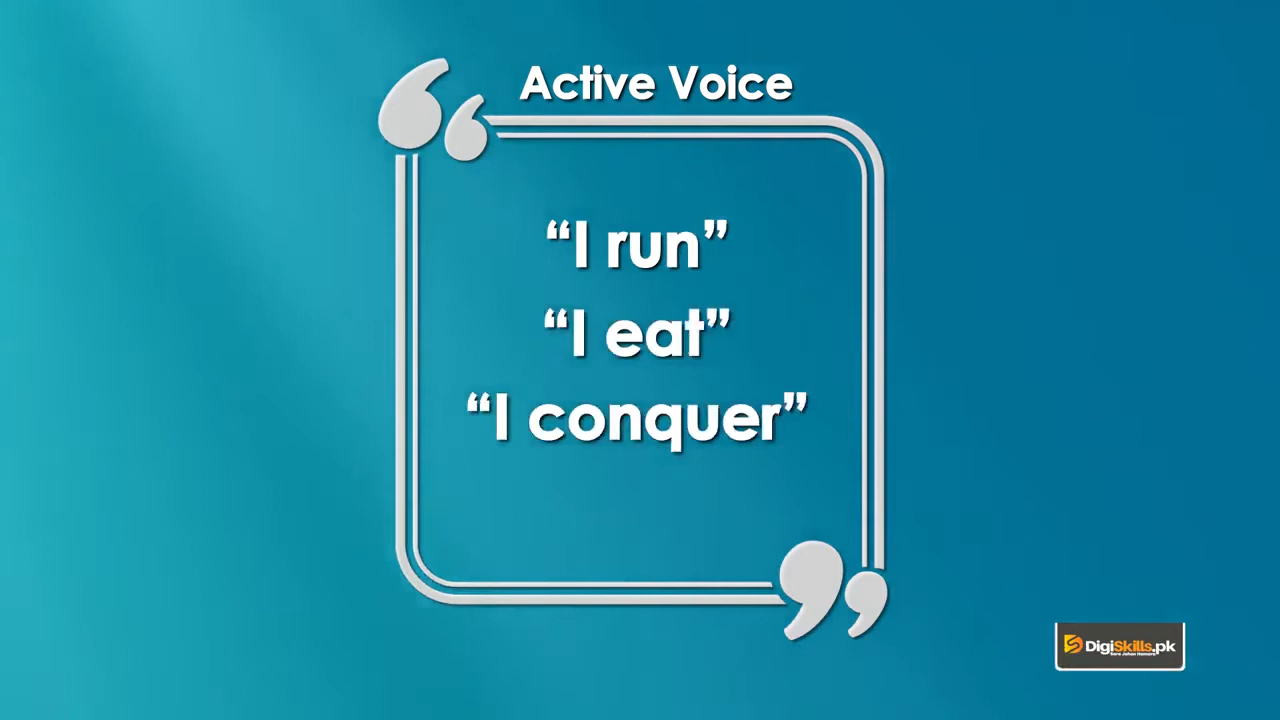 Active Voice
“I run”
“I eat”
“I conquer”
DigiSkills.pk